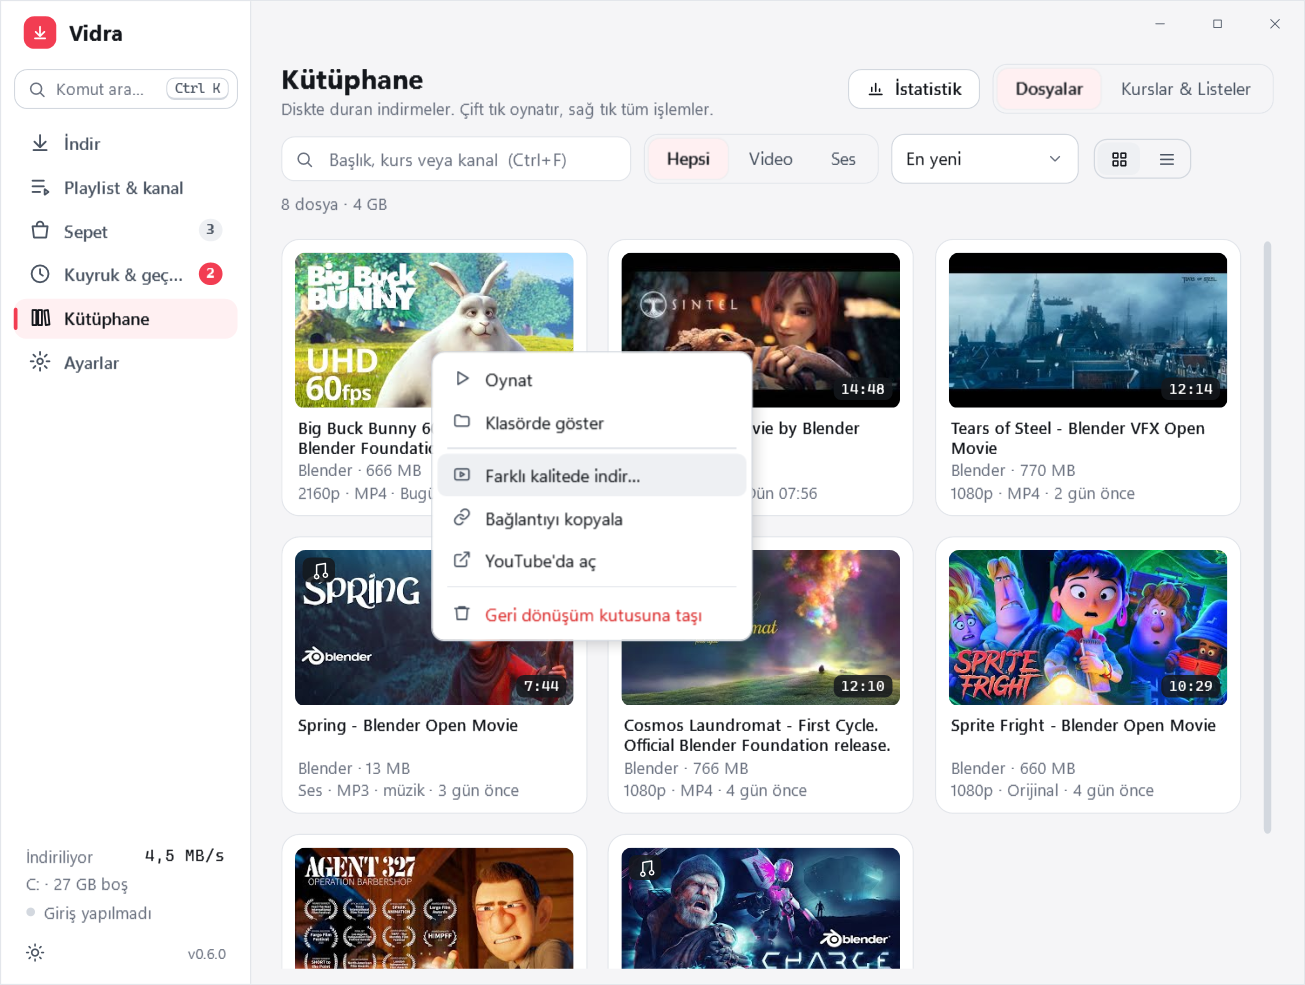 Vidra
Komut ara...
Ctrl K
İndir
Playlist & kanal
Sepet
3
Kuyruk & geç...
2
Kütüphane
Ayarlar
İndiriliyor
4,5 MB/s
C: · 27 GB boş
Giriş yapılmadı
v0.6.0
Kütüphane
Diskte duran indirmeler. Çift tık oynatır, sağ tık tüm işlemler.
İstatistik
Dosyalar
Kurslar & Listeler
Başlık, kurs veya kanal (Ctrl+F)
Hepsi
Video
Ses
En yeni
8 dosya · 4 GB
Big Buck
BUNNY
UHD
60fps
Big Buck Bunny 6
Blender Foundatio
Blender · 666 MB
2160p · MP4 · Bugü
SINTEL
14:48
vie by Blender
Dün 07:56
TEARS OF STEEL
12:14
Tears of Steel - Blender VFX Open
Movie
Blender · 770 MB
1080p · MP4 · 2 gün önce
Oynat
Klasörde göster
Farklı kalitede indir...
Bağlantıyı kopyala
YouTube'da aç
Geri dönüşüm kutusuna taşı
SPRING
blender
7:44
Spring - Blender Open Movie
Blender · 13 MB
Ses · MP3 · müzik · 3 gün önce
mat
12:10
Cosmos Laundromat - First Cycle.
Official Blender Foundation release.
Blender · 766 MB
1080p · MP4 · 4 gün önce
SPRITE
FRIGHT
10:29
Sprite Fright - Blender Open Movie
Blender · 660 MB
1080p · Orijinal · 4 gün önce
AGENT 327
OPERATION BARBERSHOP
blender
CHARGE